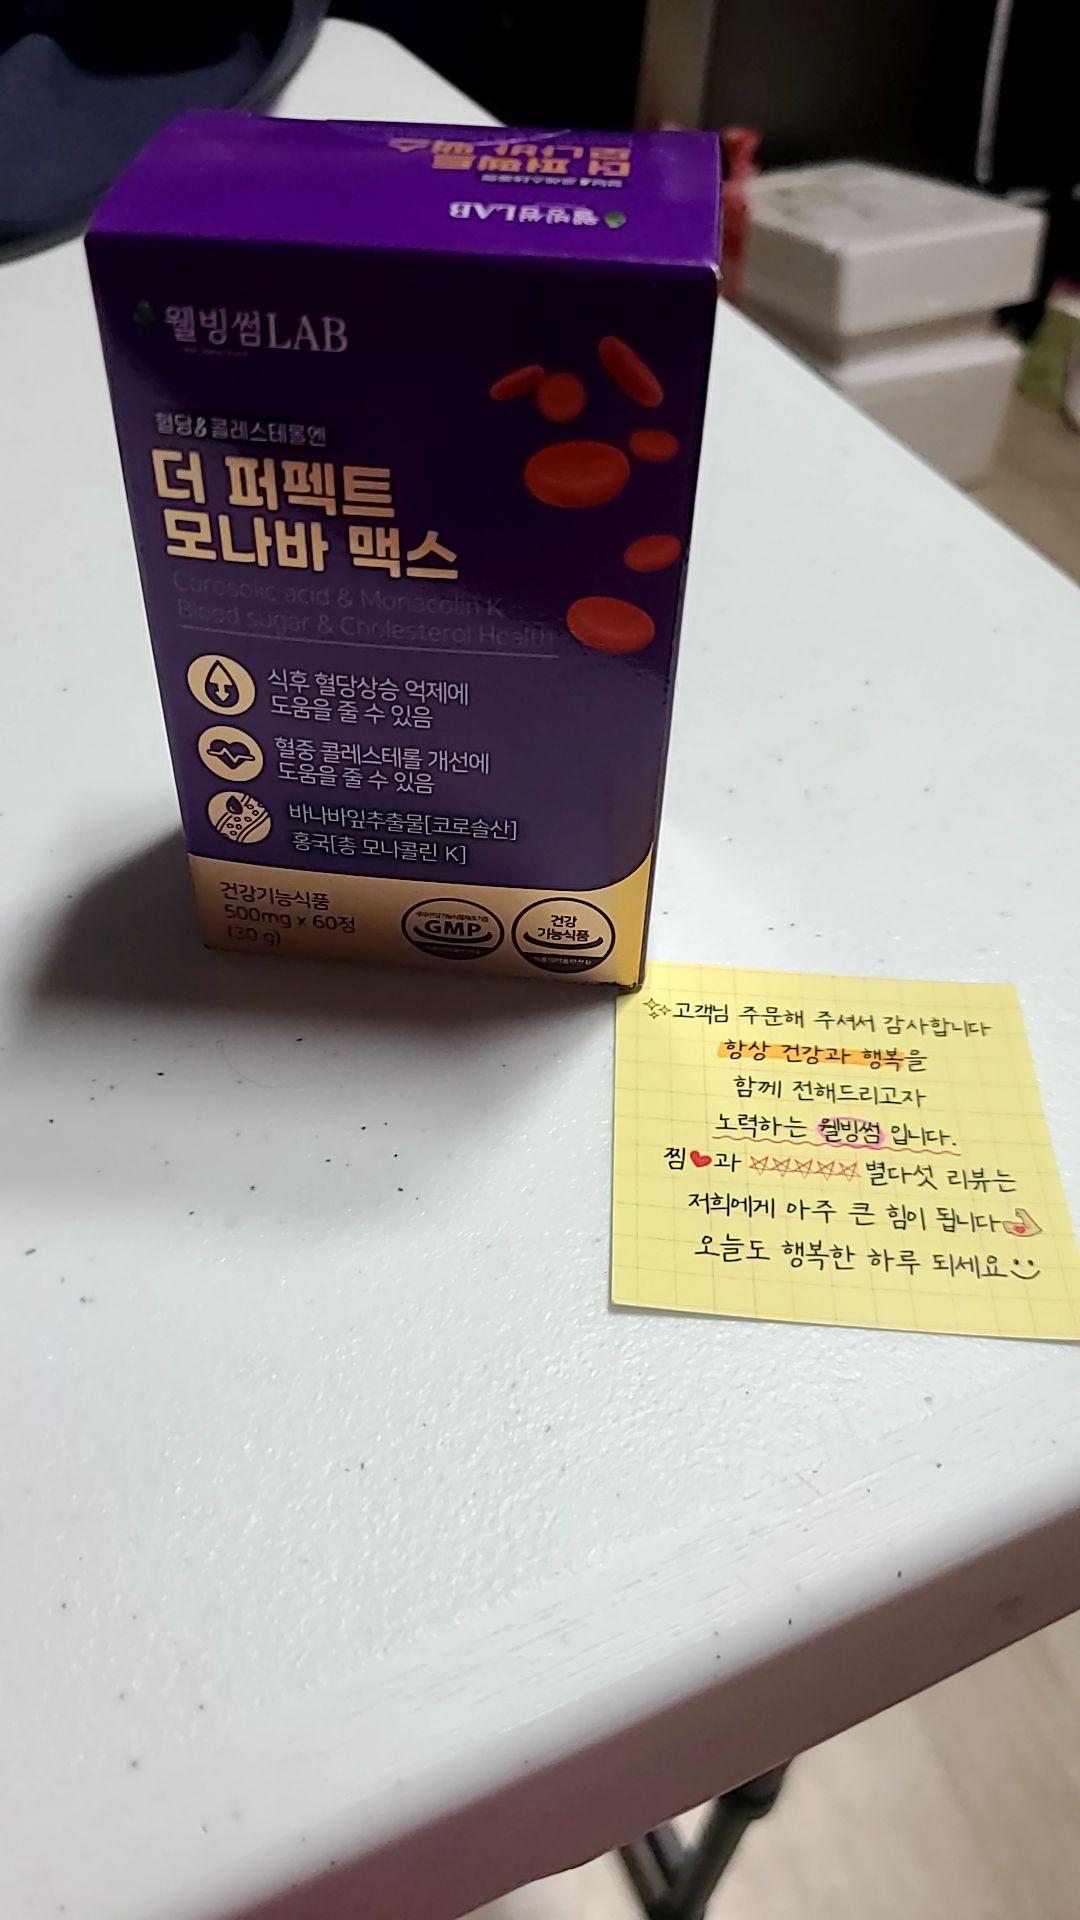 더 퍼펙트
웰빙썸LAB
웰빙썸LAB
혈당&콜레스테롤엔
더 퍼펙트
모나바 맥스
Corosolic acid & Monacolin K
Blood sugar & Cholesterol Health
식후 혈당상승 억제에
도움을 줄 수 있음
혈중 콜레스테롤 개선에
도움을 줄 수 있음
바나바잎추출물[코로솔산]
홍국[총 모나콜린 K]
건강기능식품
500mg x 60정
(30 g)
GMP
건강
기능식품
고객님 주문해 주셔서 감사합니다
항상 건강과 행복을
함께 전해드리고자
노력하는 웰빙썸 입니다.
찜❤과 ☆☆☆☆☆ 별다섯 리뷰는
저희에게 아주 큰 힘이 됩니다
오늘도 행복한 하루 되세요